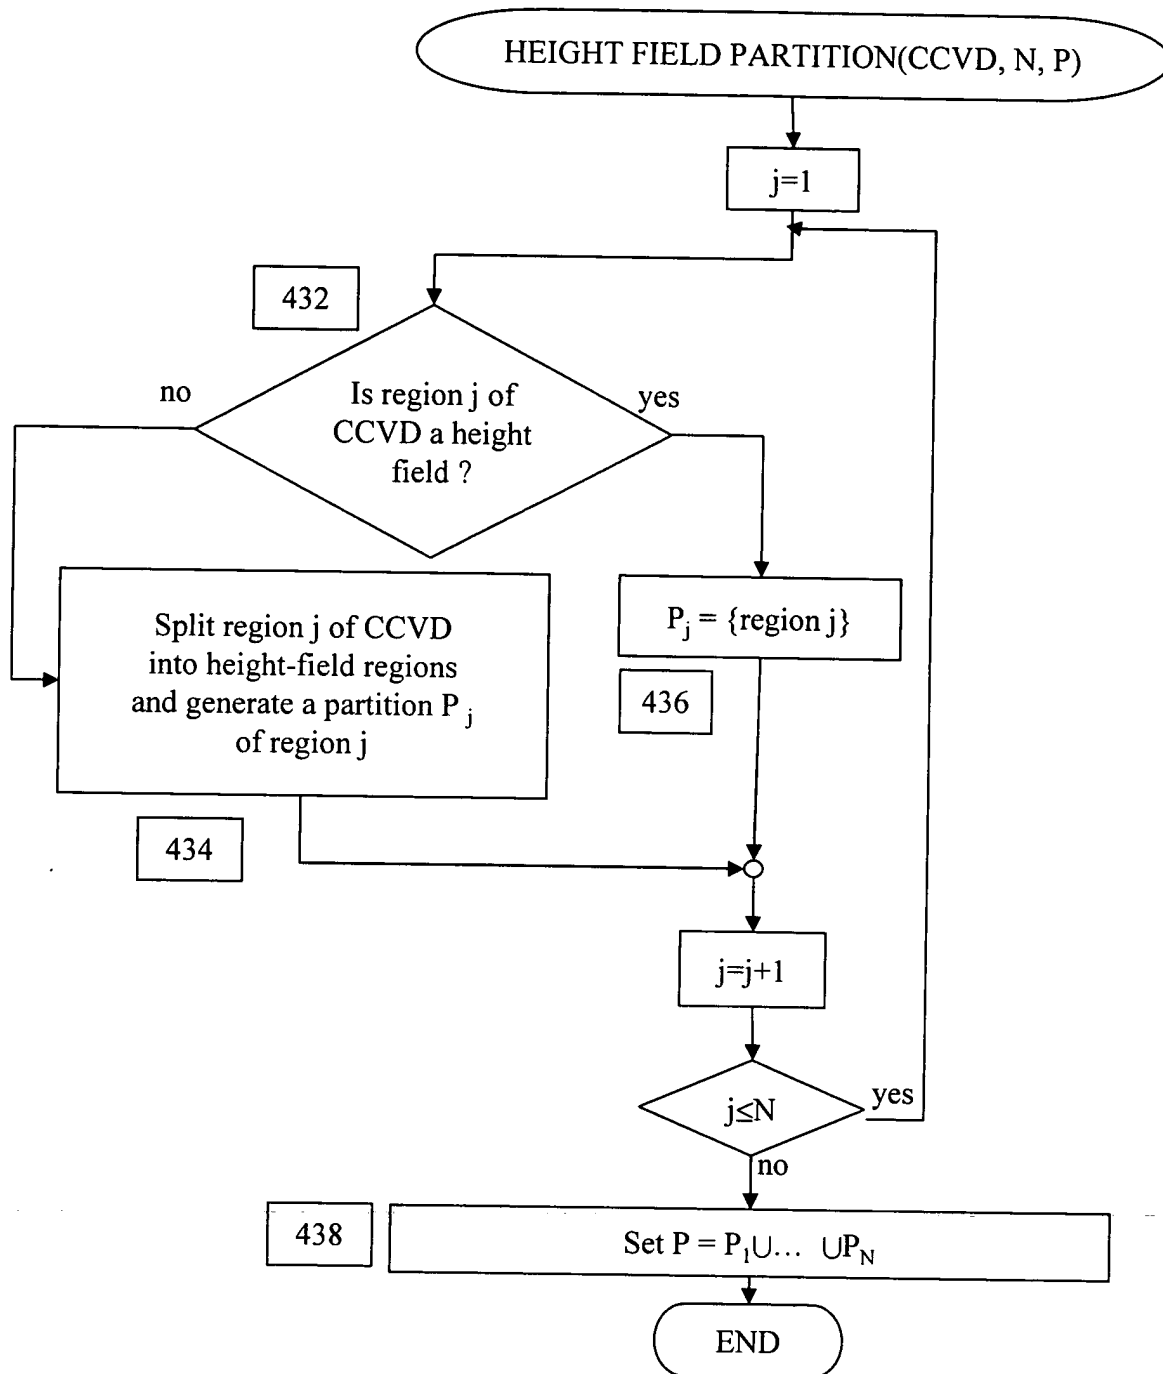 HEIGHT FIELD PARTITION(CCVD, N, P)
j=1
432
no
yes
Is region j of
CCVD a height
field ?
Split region j of CCVD
into height-field regions
and generate a partition P j
of region j
Pj = {region j}
436
434
j=j+1
j≤N
yes
no
438
Set P = P1∪... ∪PN
END